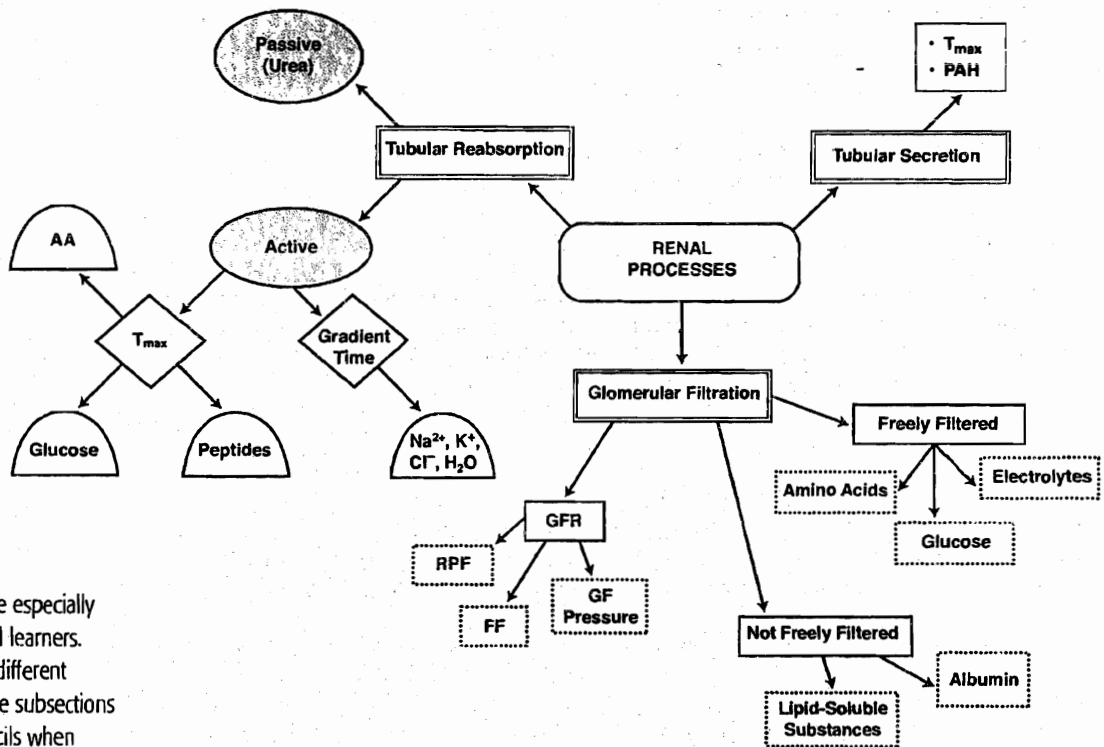 Passive
(Urea)
• Tmax
• PAH
Tubular Reabsorption
Tubular Secretion
AA
Active
RENAL
PROCESSES
Tmax
Gradient
Time
Glomerular Filtration
Freely Filtered
Glucose
Peptides
Na²⁺, K⁺,
Cl⁻, H₂O
Amino Acids
Electrolytes
Glucose
GFR
RPF
FF
GF
Pressure
Not Freely Filtered
Albumin
Lipid-Soluble
Substances
e especially
l learners.
different
e subsections
cils when